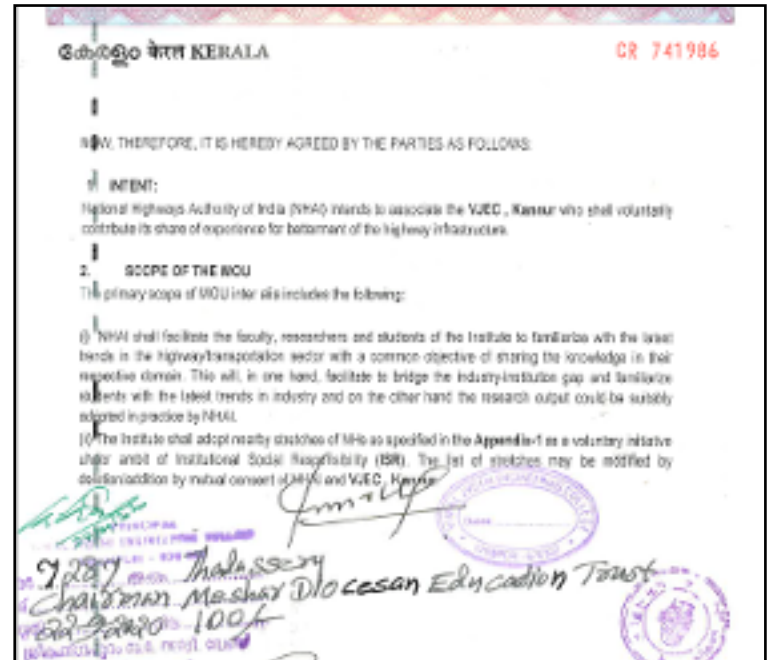 കേരളം केरल KERALA
CR 741986
NOW, THEREFORE, IT IS HEREBY AGREED BY THE PARTIES AS FOLLOWS:
1 INTENT:
National Highways Authority of India (NHAI) intends to associate the VJEC , Kannur who shall voluntarily
contribute its share of experience for betterment of the highway infrastructure.
2. SCOPE OF THE MOU
The primary scope of MOU inter alia includes the following:
(i) NHAI shall facilitate the faculty, researchers and students of the Institute to familiarize with the latest
trends in the highway/transportation sector with a common objective of sharing the knowledge in their
respective domain. This will, in one hand, facilitate to bridge the industry-institution gap and familiarize
students with the latest trends in industry and on the other hand the research output could be suitably
adopted in practice by NHAI.
(ii) The Institute shall adopt nearby stretches of NHs as specified in the Appendix-1 as a voluntary initiative
under ambit of Institutional Social Responsibility (ISR). The list of stretches may be modified by
deletion/addition by mutual consent of NHAI and VJEC , Kannur
PRINCIPAL
9287 Thalassery
Chairman Meshar Diocesan Education Trust
22-9-2020 100/-